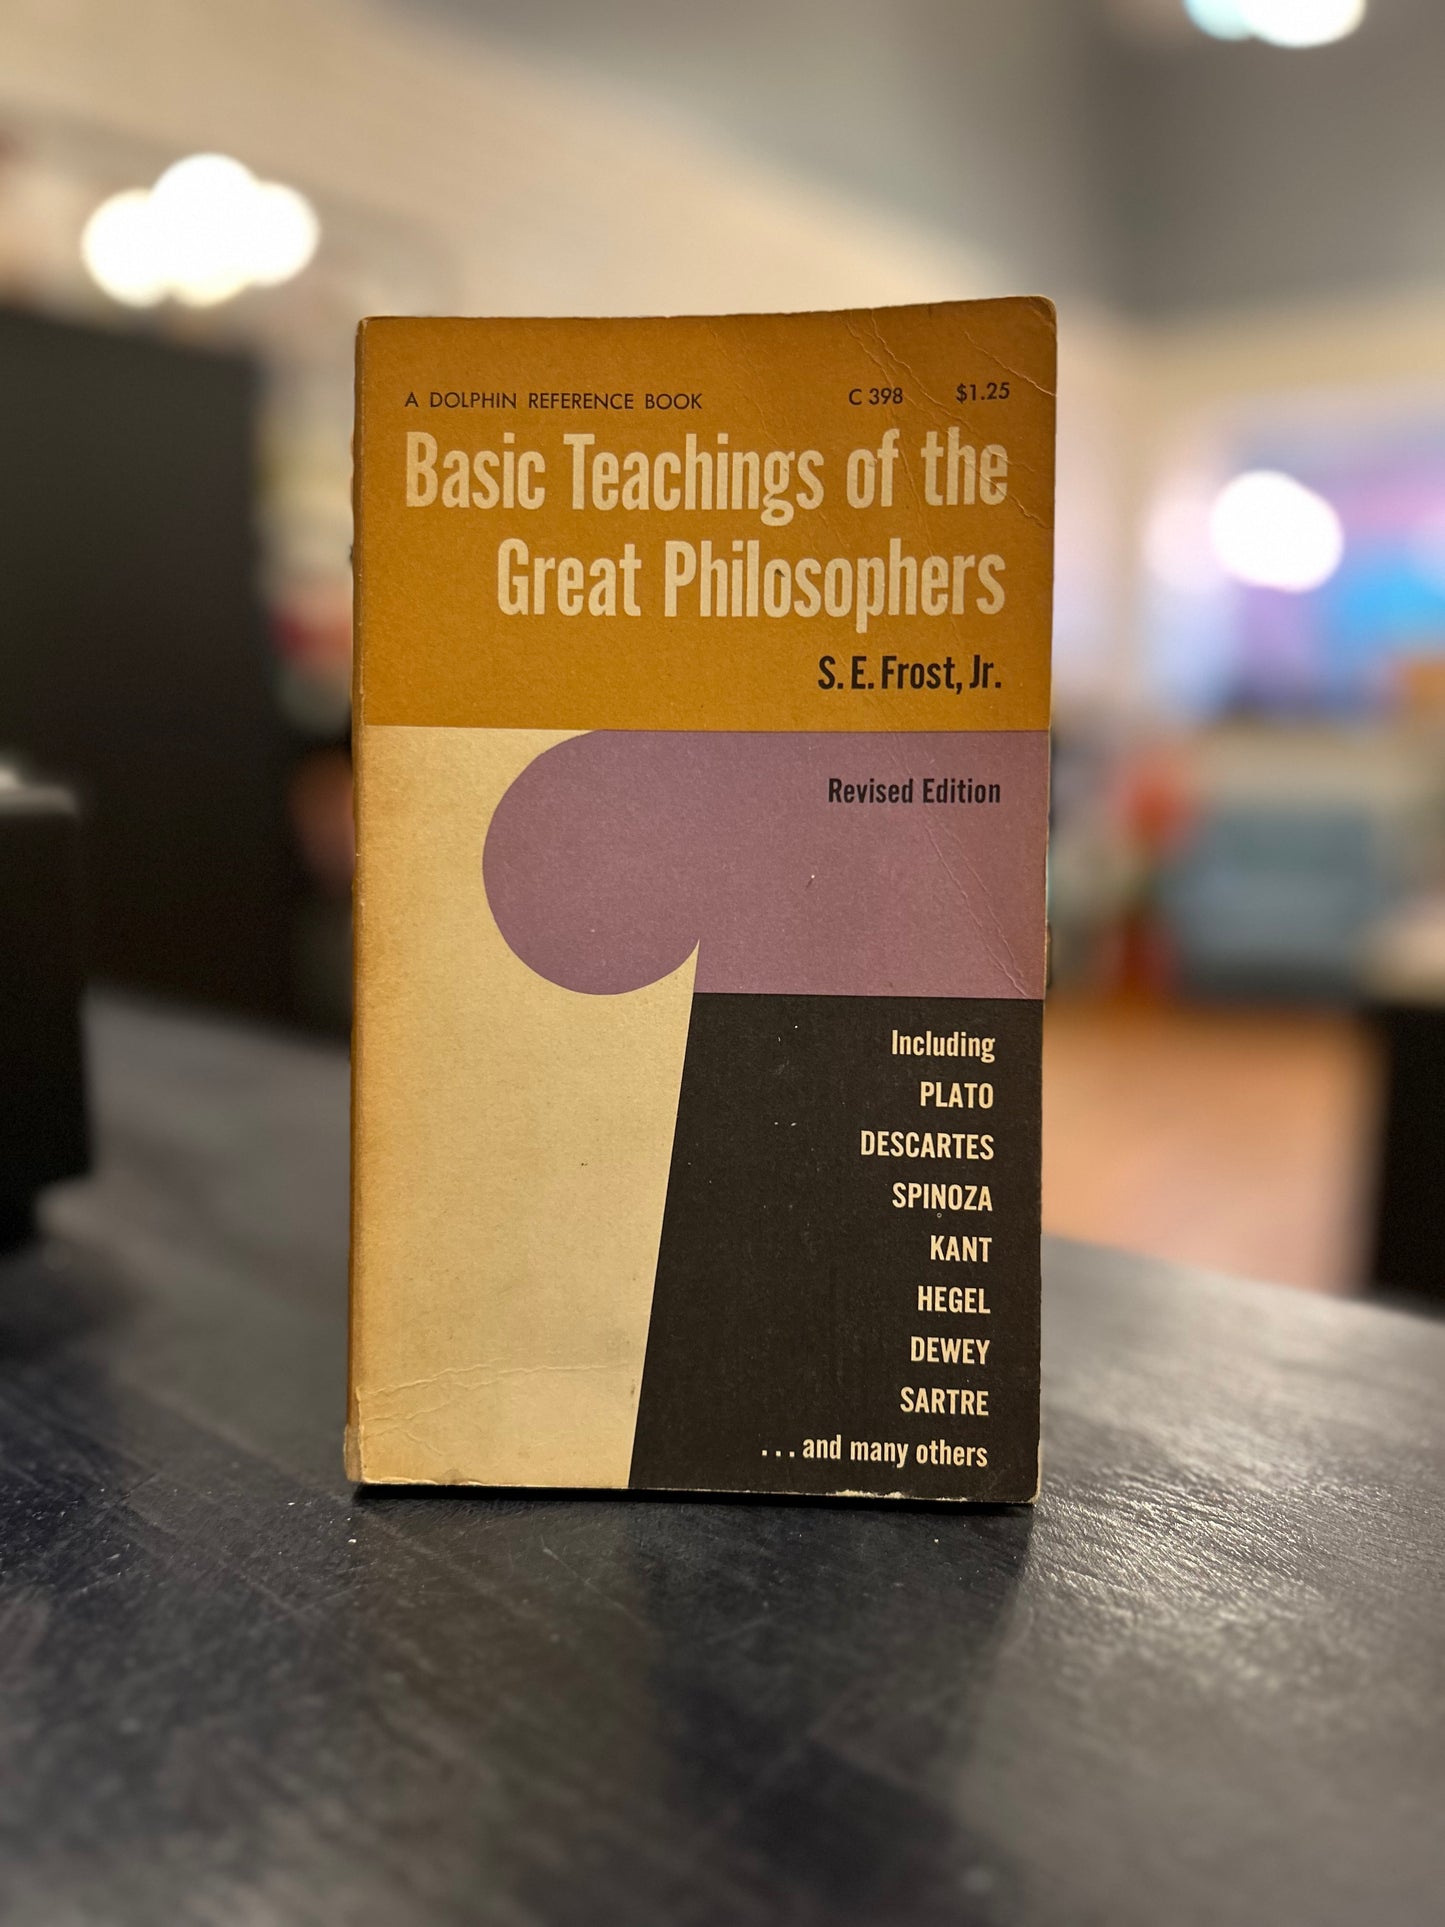 A DOLPHIN REFERENCE BOOK C 398 $1.25
Basic Teachings of the
Great Philosophers
S. E. Frost, Jr.
Revised Edition
Including
PLATO
DESCARTES
SPINOZA
KANT
HEGEL
DEWEY
SARTRE
...and many others